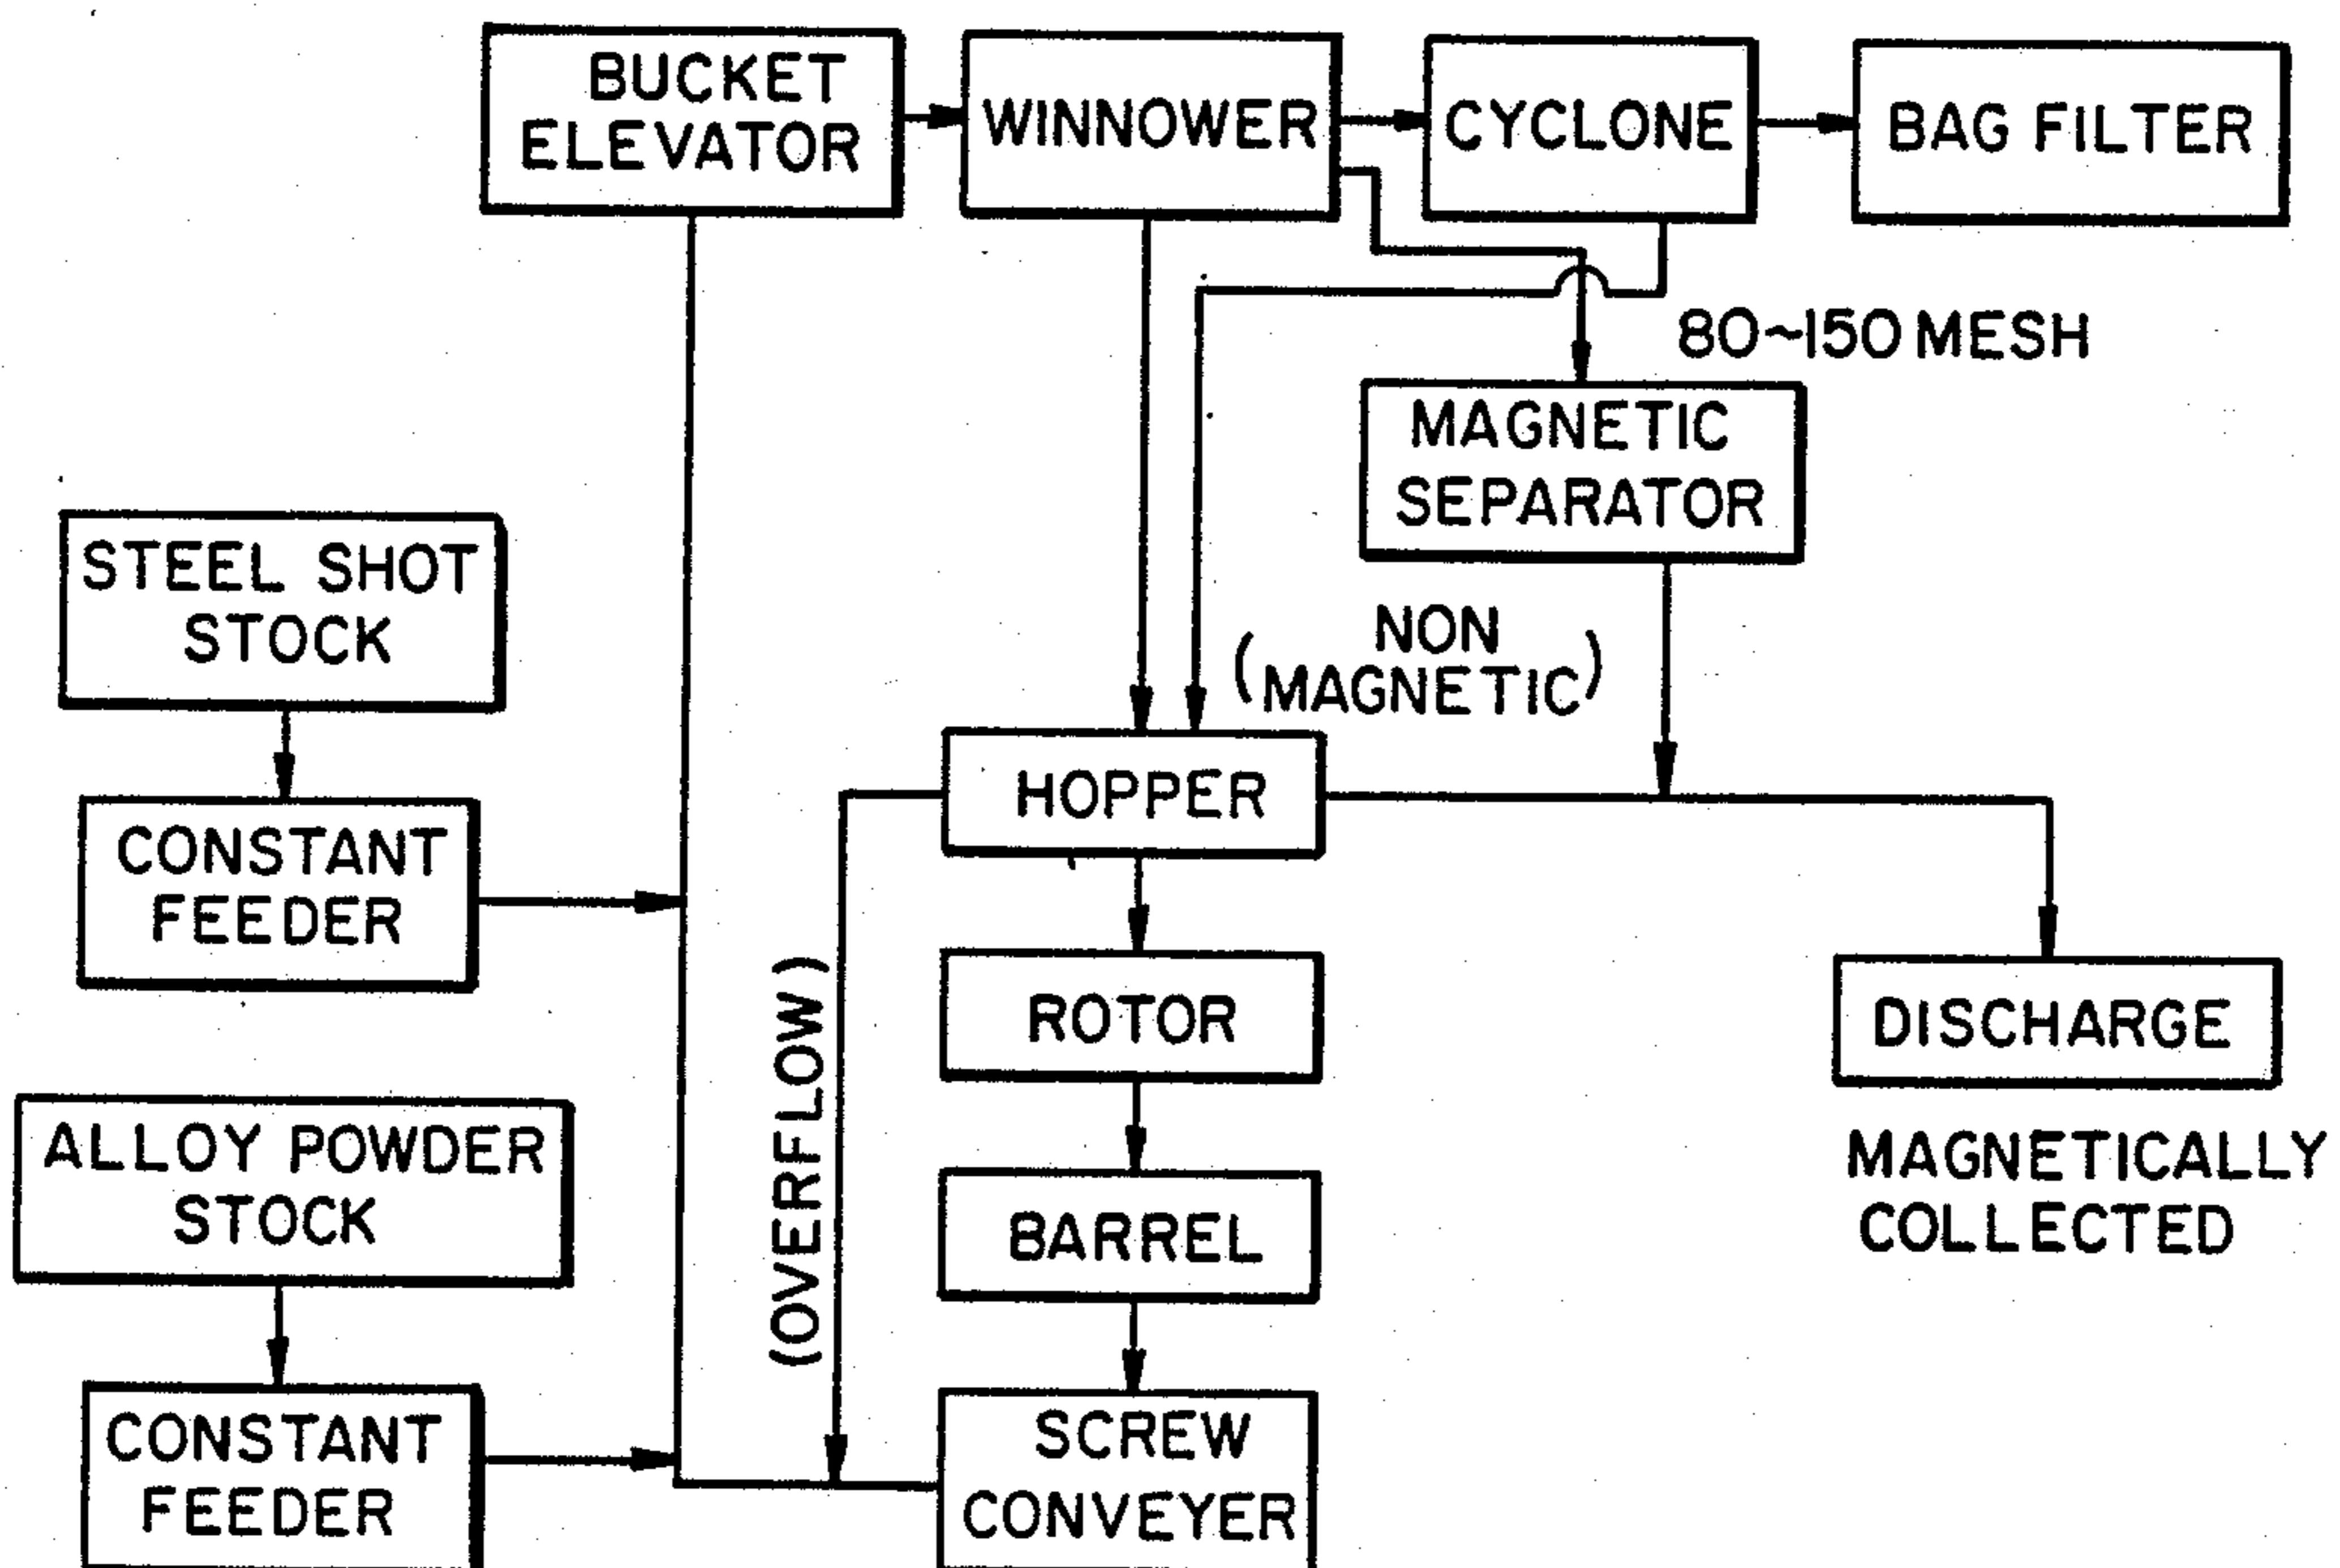 BUCKET
ELEVATOR
WINNOWER
CYCLONE
BAG FILTER
80~150 MESH
MAGNETIC
SEPARATOR
STEEL SHOT
STOCK
(NON
MAGNETIC)
HOPPER
CONSTANT
FEEDER
(OVERFLOW)
ROTOR
DISCHARGE
MAGNETICALLY
COLLECTED
ALLOY POWDER
STOCK
BARREL
CONSTANT
FEEDER
SCREW
CONVEYER